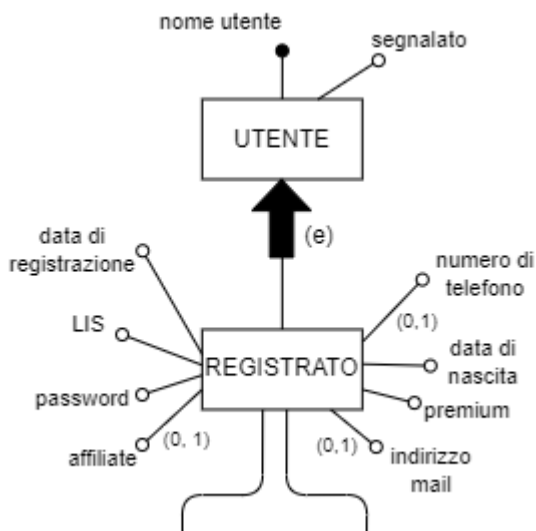 nome utente
segnalato
UTENTE
(e)
data di
registrazione
numero di
telefono
(0,1)
LIS
REGISTRATO
data di
nascita
password
premium
affiliate
(0, 1)
(0,1)
indirizzo
mail